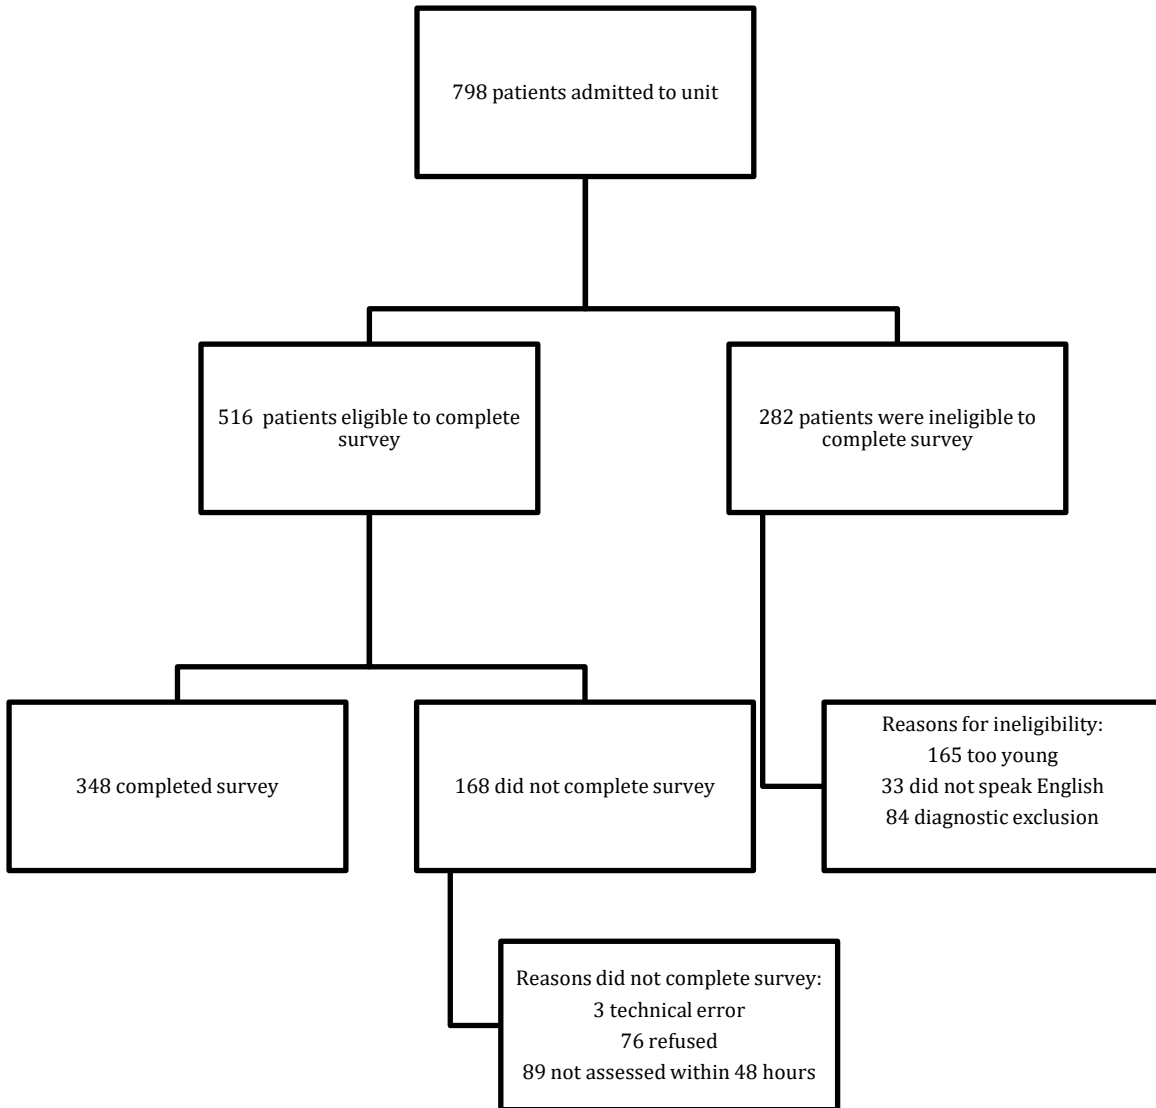 798 patients admitted to unit
516  patients eligible to complete
survey
282 patients were ineligible to
complete survey
348 completed survey
168 did not complete survey
Reasons for ineligibility:
165 too young
33 did not speak English
84 diagnostic exclusion
Reasons did not complete survey:
3 technical error
76 refused
89 not assessed within 48 hours